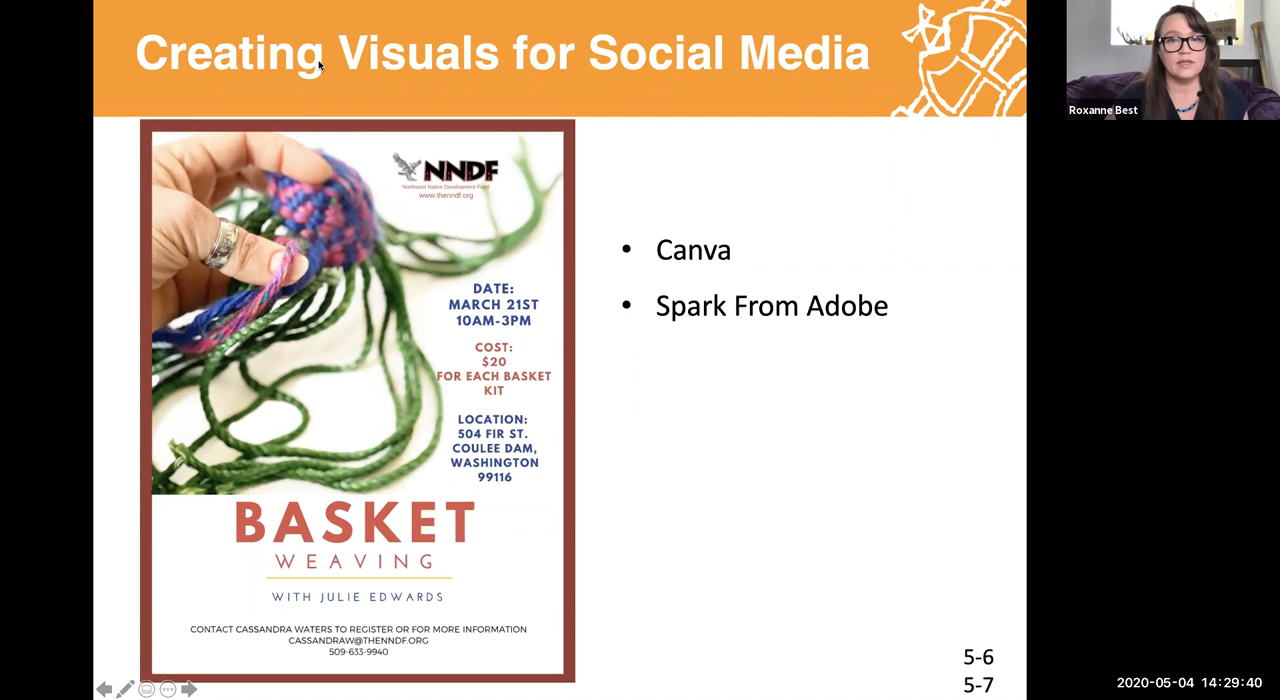 Creating Visuals for Social Media
Roxanne Best
NNDF
Northwest Native Development Fund
www.thenndf.org
DATE:
MARCH 21ST
10AM-3PM
COST:
$20
FOR EACH BASKET
KIT
LOCATION:
504 FIR ST.
COULEE DAM,
WASHINGTON
99116
BASKET
WEAVING
WITH JULIE EDWARDS
CONTACT CASSANDRA WATERS TO REGISTER OR FOR MORE INFORMATION
CASSANDRAW@THENNDF.ORG
509-633-9940
• Canva
• Spark From Adobe
5-6
5-7
2020-05-04 14:29:40